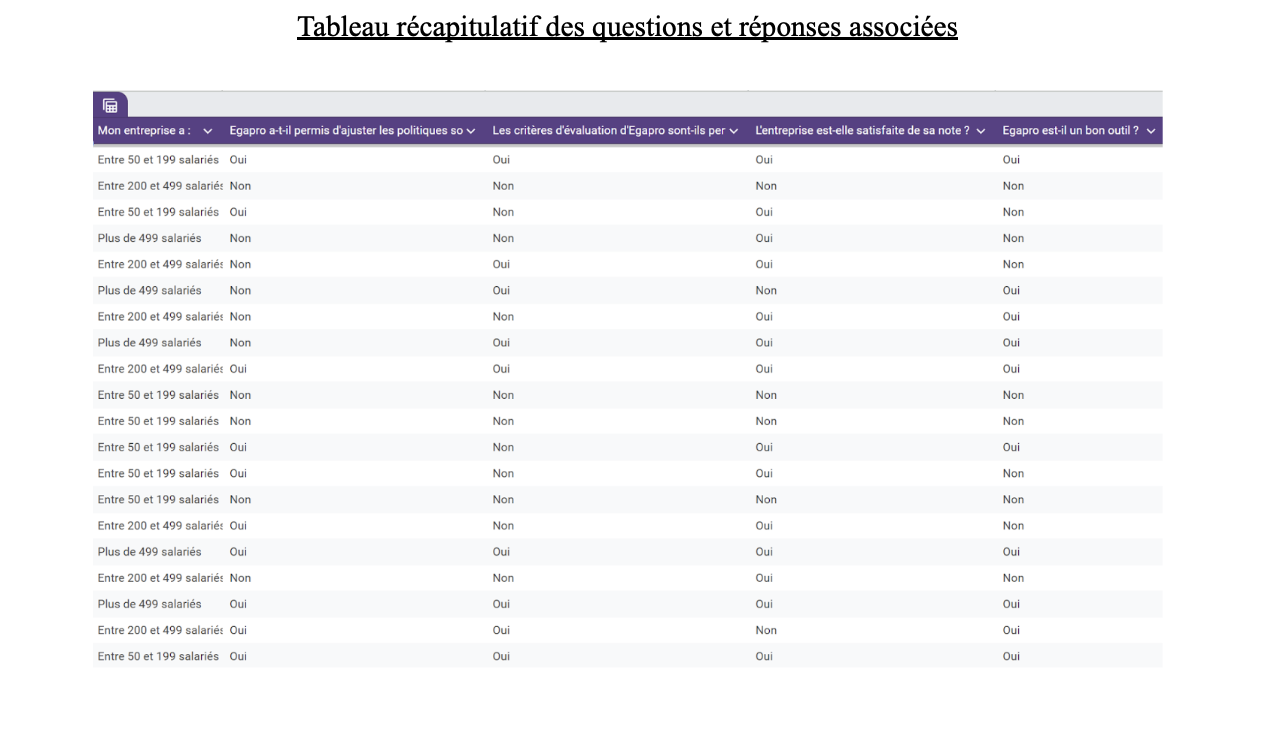 Tableau récapitulatif des questions et réponses associées
Mon entreprise a : Egapro a-t-il permis d'ajuster les politiques so Les critères d'évaluation d'Egapro sont-ils per L'entreprise est-elle satisfaite de sa note ? Egapro est-il un bon outil ?
Entre 50 et 199 salariés Oui Oui Oui Oui
Entre 200 et 499 salariés Non Non Non Non
Entre 50 et 199 salariés Oui Non Oui Non
Plus de 499 salariés Non Non Oui Non
Entre 200 et 499 salariés Non Oui Oui Non
Plus de 499 salariés Non Oui Non Oui
Entre 200 et 499 salariés Non Non Oui Oui
Plus de 499 salariés Non Oui Oui Oui
Entre 200 et 499 salariés Oui Oui Oui Oui
Entre 50 et 199 salariés Non Non Non Non
Entre 50 et 199 salariés Non Non Non Non
Entre 50 et 199 salariés Oui Non Oui Oui
Entre 50 et 199 salariés Oui Non Oui Non
Entre 50 et 199 salariés Non Non Non Non
Entre 200 et 499 salariés Oui Non Oui Non
Plus de 499 salariés Oui Oui Oui Oui
Entre 200 et 499 salariés Non Non Oui Non
Plus de 499 salariés Oui Oui Oui Oui
Entre 200 et 499 salariés Oui Oui Non Oui
Entre 50 et 199 salariés Oui Oui Oui Oui